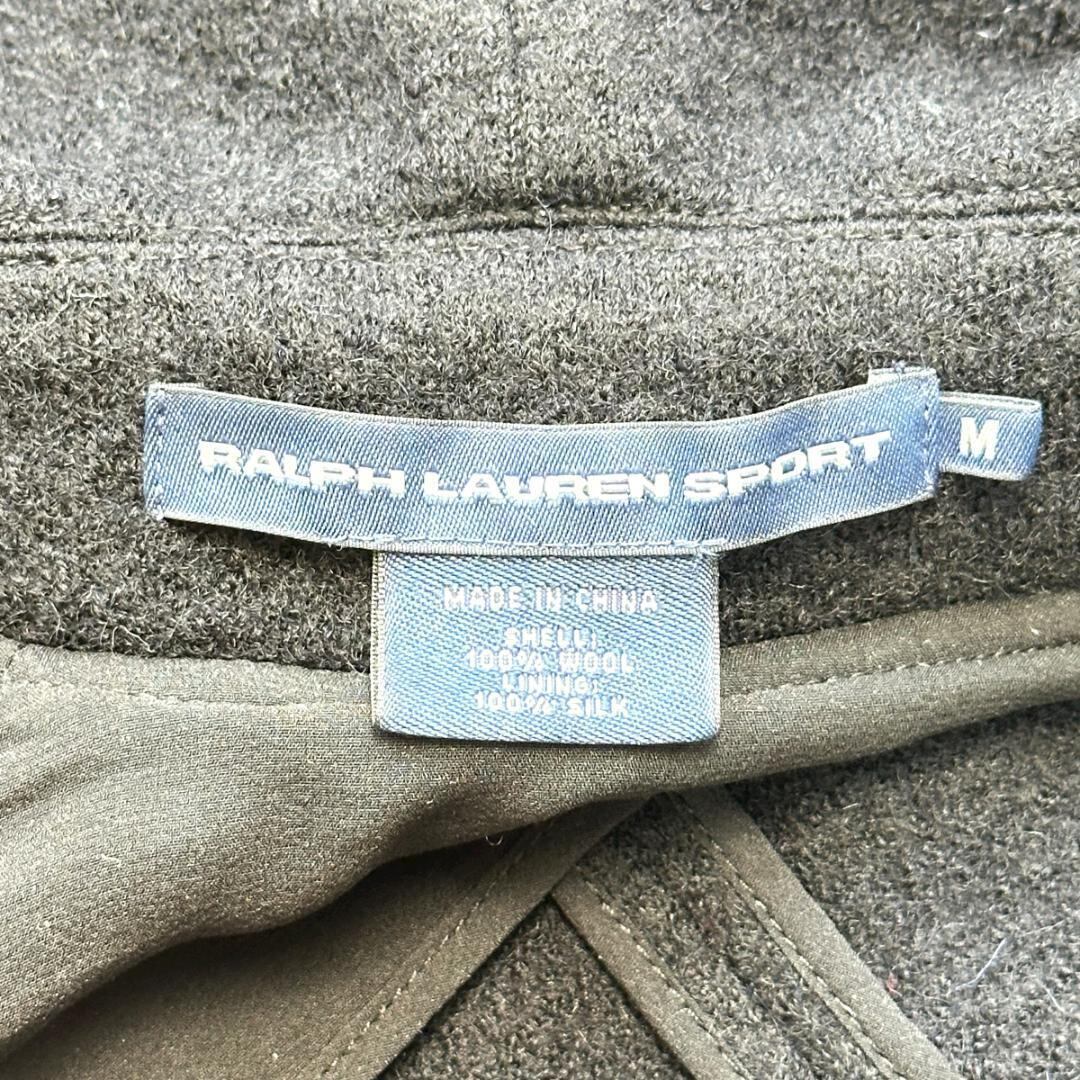 RALPH LAUREN SPORT
M
MADE IN CHINA
SHELL:
100% WOOL
LINING:
100% SILK